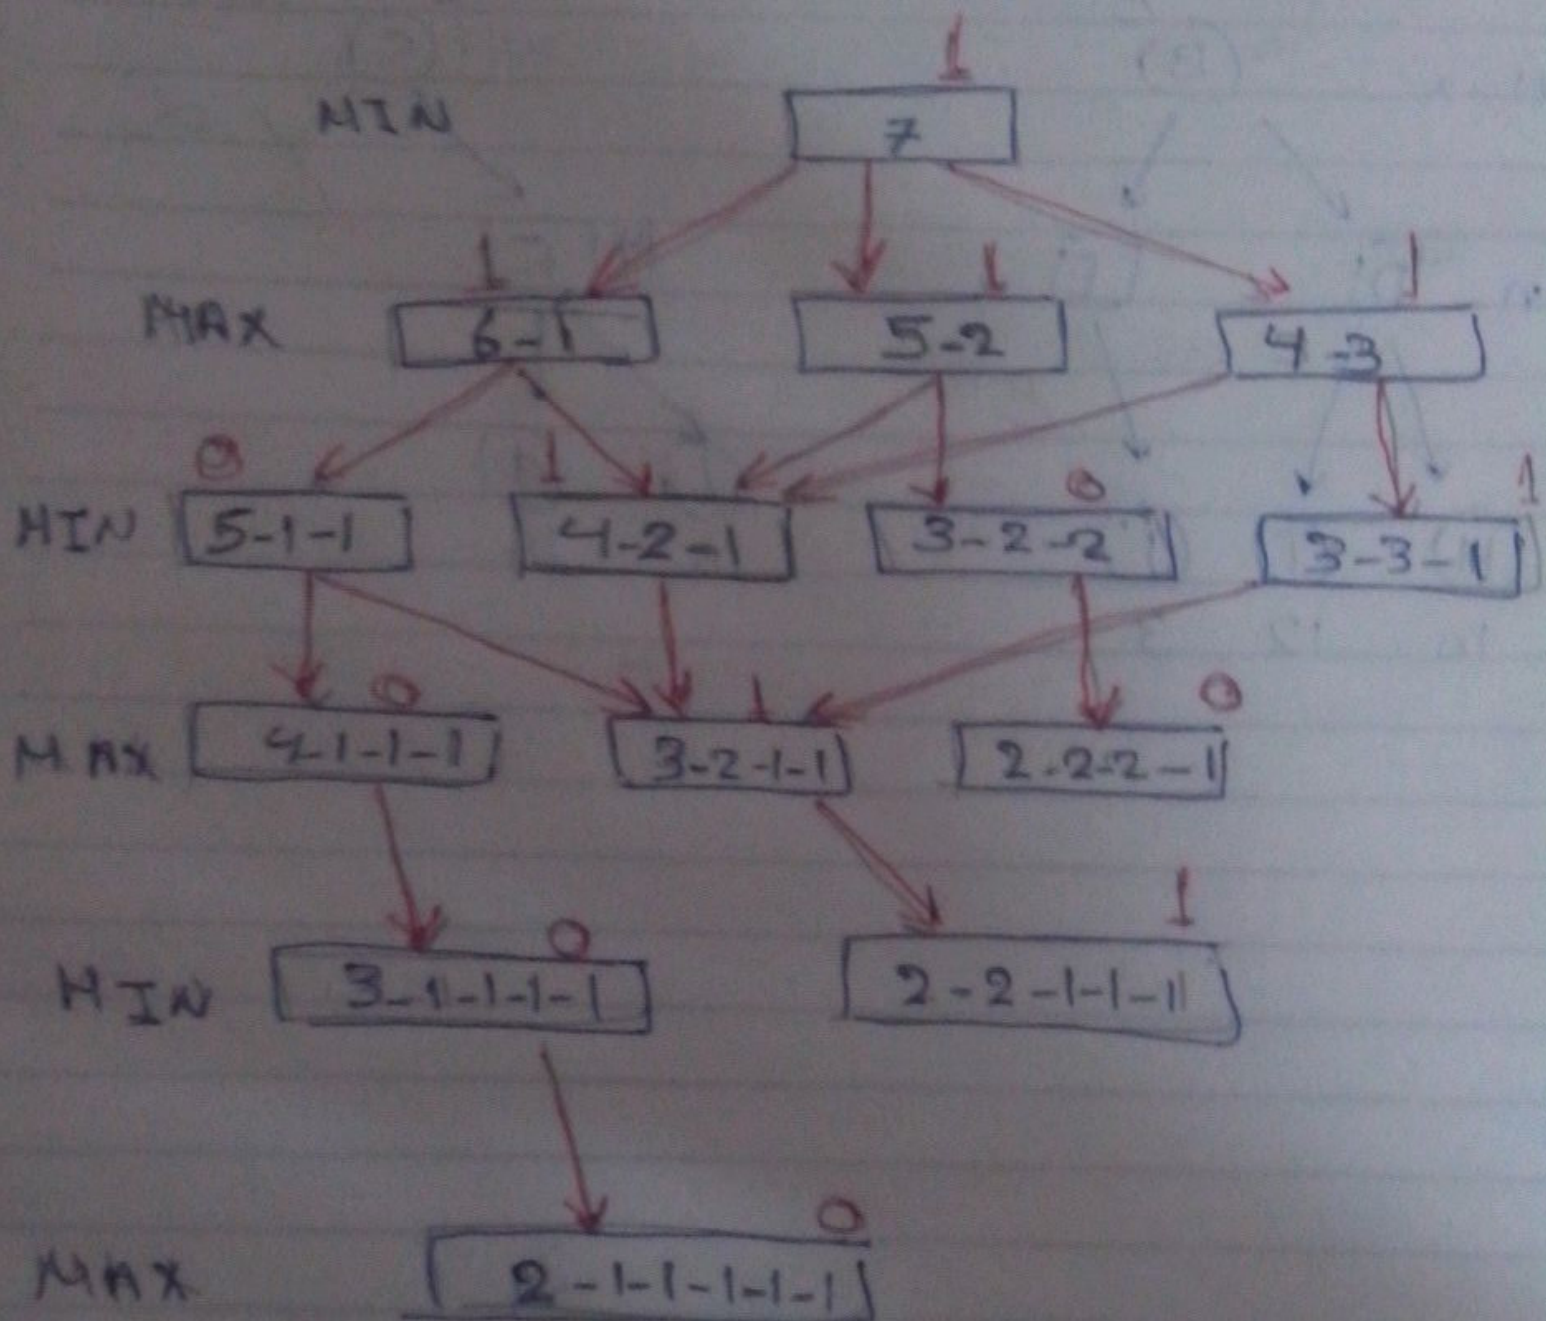 1
MIN 7
1 1 1
MAX 6-1 5-2 4-3
0 1 0 1
MIN 5-1-1 4-2-1 3-2-2 3-3-1
0 1 0
MAX 4-1-1-1 3-2-1-1 2-2-2-1
0 1
MIN 3-1-1-1-1 2-2-1-1-1
0
MAX 2-1-1-1-1-1